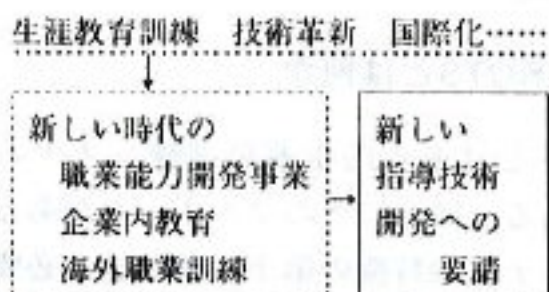 生涯教育訓練　技術革新　国際化……
新しい時代の
職業能力開発事業
企業内教育
海外職業訓練
新しい
指導技術
開発への
要請